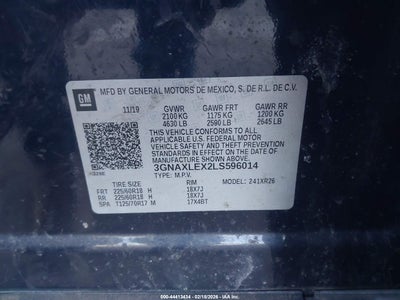 GM
MFD BY GENERAL MOTORS DE MEXICO, S. DE R.L. DE C.V.
11/19 GVWR GAWR FRT GAWR RR
2100 KG 1175 KG 1200 KG
4630 LB 2590 LB 2645 LB
THIS VEHICLE CONFORMS TO ALL APPLICABLE
U.S. FEDERAL MOTOR VEHICLE SAFETY, BUMPER, AND
THEFT PREVENTION STANDARDS IN EFFECT ON THE
DATE OF MANUFACTURE SHOWN ABOVE.
3GNAXLEX2LS596014
TYPE: M.P.V. MODEL: 241XR26
TIRE SIZE RIM
FRT 225/60R18 H 18X7J
RR 225/60R18 H 18X7J
SPA T125/70R17 M 17X4BT
000-44413434 - 02/18/2026 -